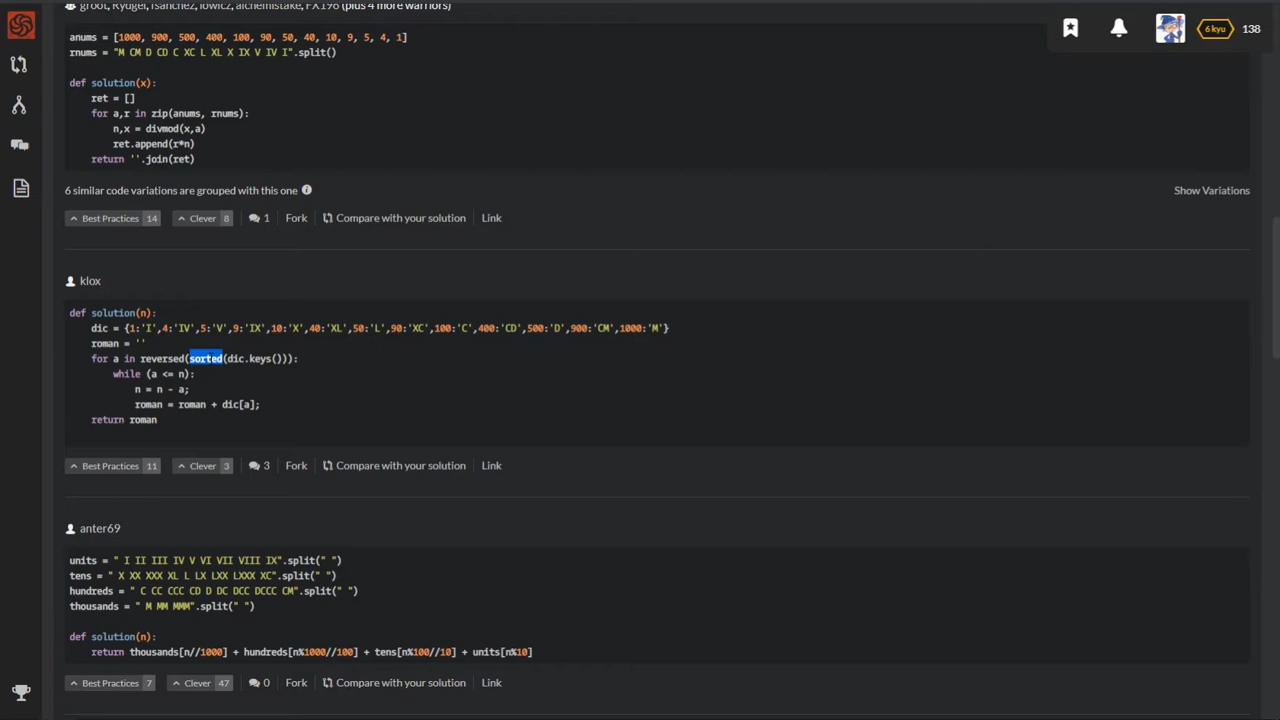 groot, Ryugel, rsanchez, lowicz, alchemistake, FX196 (plus 4 more warriors)
6 kyu
138
anums = [1000, 900, 500, 400, 100, 90, 50, 40, 10, 9, 5, 4, 1]
rnums = "M CM D CD C XC L XL X IX V IV I".split()
def solution(x):
ret = []
for a,r in zip(anums, rnums):
n,x = divmod(x,a)
ret.append(r*n)
return ''.join(ret)
6 similar code variations are grouped with this one
Show Variations
Best Practices 14 Clever 8 1 Fork Compare with your solution Link
klox
def solution(n):
dic = {1:'I',4:'IV',5:'V',9:'IX',10:'X',40:'XL',50:'L',90:'XC',100:'C',400:'CD',500:'D',900:'CM',1000:'M'}
roman = ''
for a in reversed(sorted(dic.keys())):
while (a <= n):
n = n - a;
roman = roman + dic[a];
return roman
Best Practices 11 Clever 3 3 Fork Compare with your solution Link
anter69
units = " I II III IV V VI VII VIII IX".split(" ")
tens = " X XX XXX XL L LX LXX LXXX XC".split(" ")
hundreds = " C CC CCC CD D DC DCC DCCC CM".split(" ")
thousands = " M MM MMM".split(" ")
def solution(n):
return thousands[n//1000] + hundreds[n%1000//100] + tens[n%100//10] + units[n%10]
Best Practices 7 Clever 47 0 Fork Compare with your solution Link